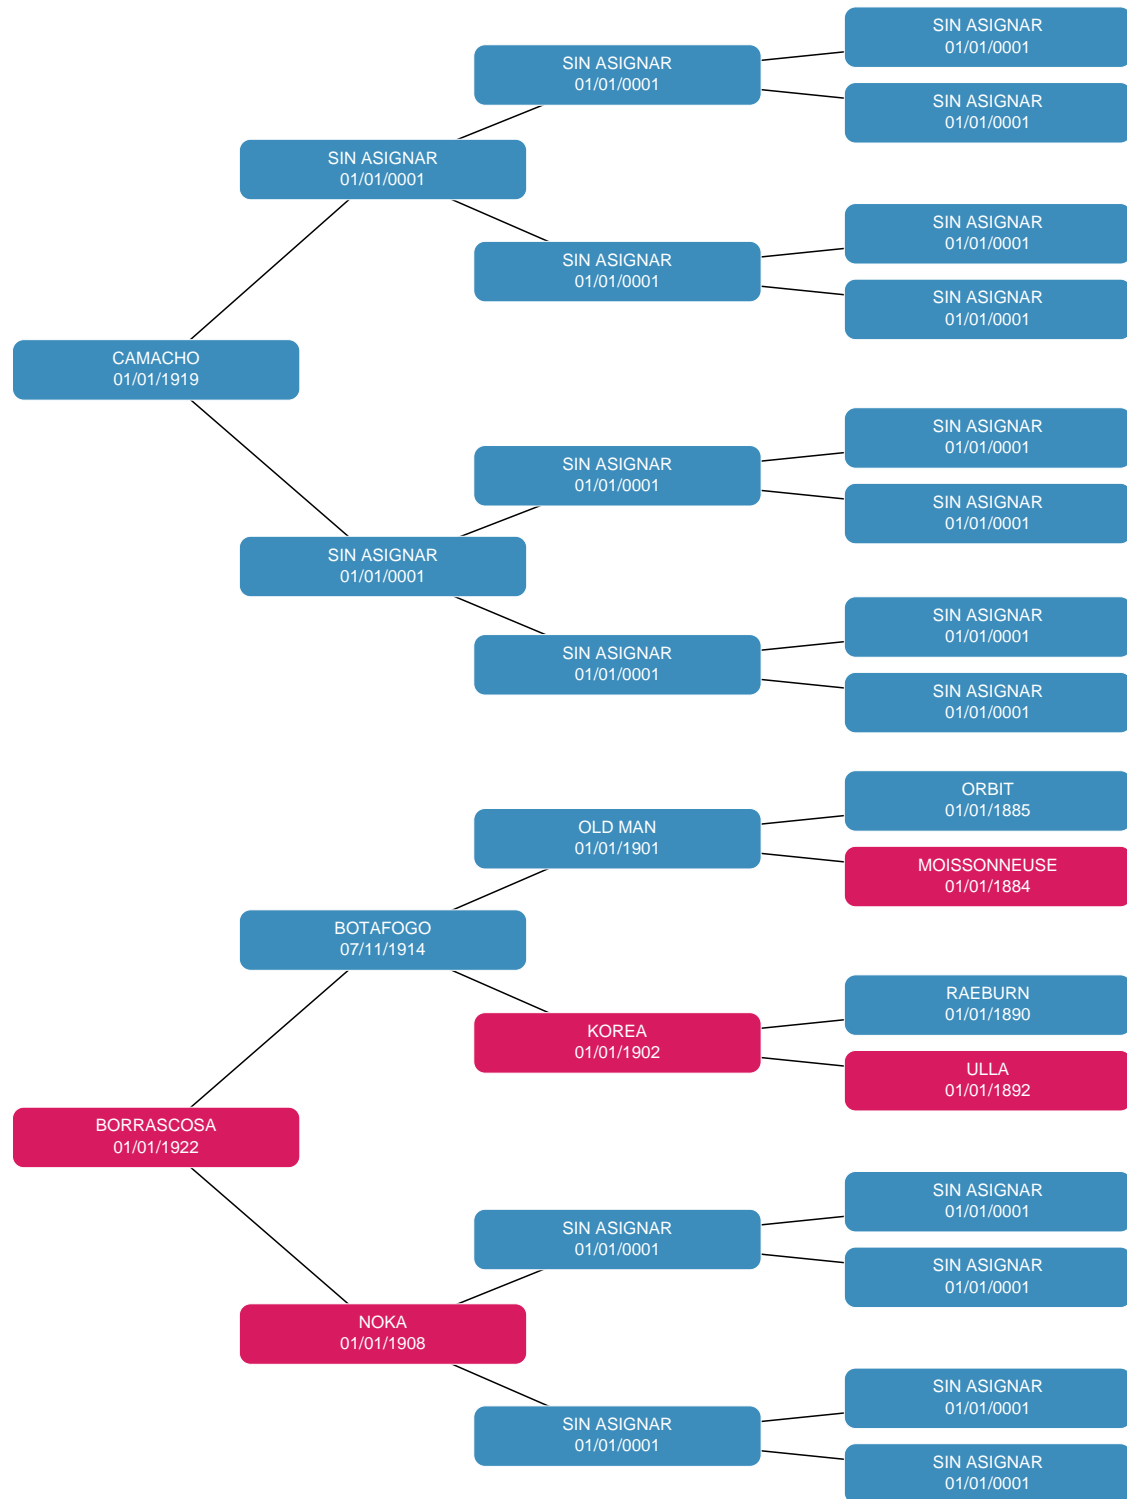 SIN ASIGNAR
01/01/0001
SIN ASIGNAR
01/01/0001
SIN ASIGNAR
01/01/0001
SIN ASIGNAR
01/01/0001
SIN ASIGNAR
01/01/0001
SIN ASIGNAR
01/01/0001
SIN ASIGNAR
01/01/0001
CAMACHO
01/01/1919
SIN ASIGNAR
01/01/0001
SIN ASIGNAR
01/01/0001
SIN ASIGNAR
01/01/0001
SIN ASIGNAR
01/01/0001
SIN ASIGNAR
01/01/0001
SIN ASIGNAR
01/01/0001
SIN ASIGNAR
01/01/0001
ORBIT
01/01/1885
OLD MAN
01/01/1901
MOISSONNEUSE
01/01/1884
BOTAFOGO
07/11/1914
RAEBURN
01/01/1890
KOREA
01/01/1902
ULLA
01/01/1892
BORRASCOSA
01/01/1922
SIN ASIGNAR
01/01/0001
SIN ASIGNAR
01/01/0001
SIN ASIGNAR
01/01/0001
NOKA
01/01/1908
SIN ASIGNAR
01/01/0001
SIN ASIGNAR
01/01/0001
SIN ASIGNAR
01/01/0001